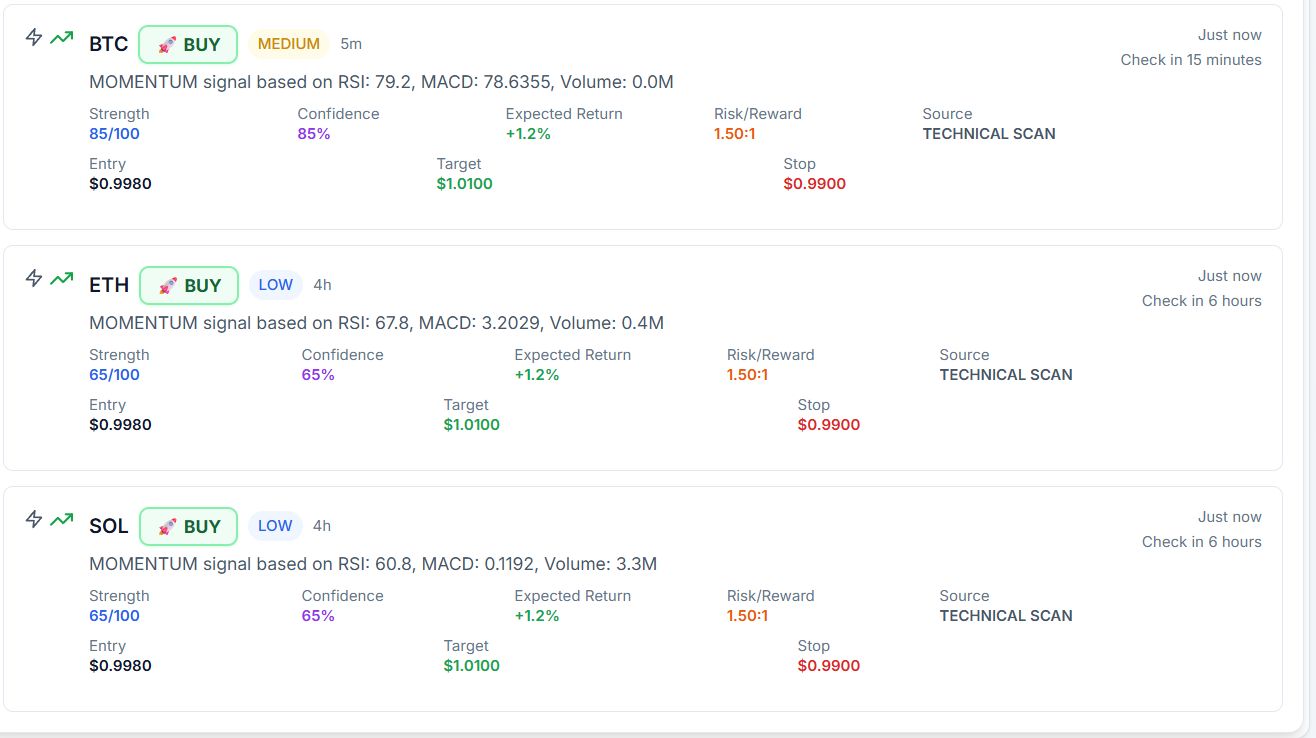 BTC 🚀 BUY MEDIUM 5m Just now
Check in 15 minutes
MOMENTUM signal based on RSI: 79.2, MACD: 78.6355, Volume: 0.0M
Strength Confidence Expected Return Risk/Reward Source
85/100 85% +1.2% 1.50:1 TECHNICAL SCAN
Entry Target Stop
$0.9980 $1.0100 $0.9900
ETH 🚀 BUY LOW 4h Just now
Check in 6 hours
MOMENTUM signal based on RSI: 67.8, MACD: 3.2029, Volume: 0.4M
Strength Confidence Expected Return Risk/Reward Source
65/100 65% +1.2% 1.50:1 TECHNICAL SCAN
Entry Target Stop
$0.9980 $1.0100 $0.9900
SOL 🚀 BUY LOW 4h Just now
Check in 6 hours
MOMENTUM signal based on RSI: 60.8, MACD: 0.1192, Volume: 3.3M
Strength Confidence Expected Return Risk/Reward Source
65/100 65% +1.2% 1.50:1 TECHNICAL SCAN
Entry Target Stop
$0.9980 $1.0100 $0.9900